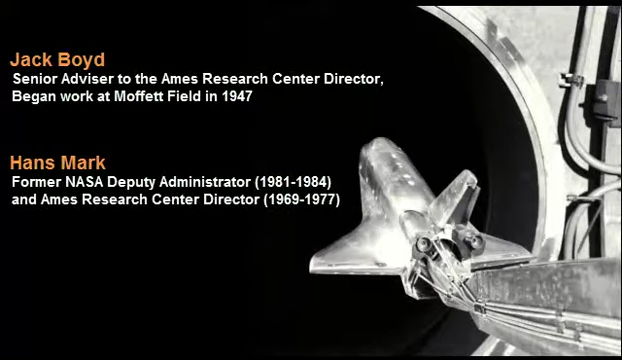 Jack Boyd
Senior Adviser to the Ames Research Center Director,
Began work at Moffett Field in 1947
Hans Mark
Former NASA Deputy Administrator (1981-1984)
and Ames Research Center Director (1969-1977)